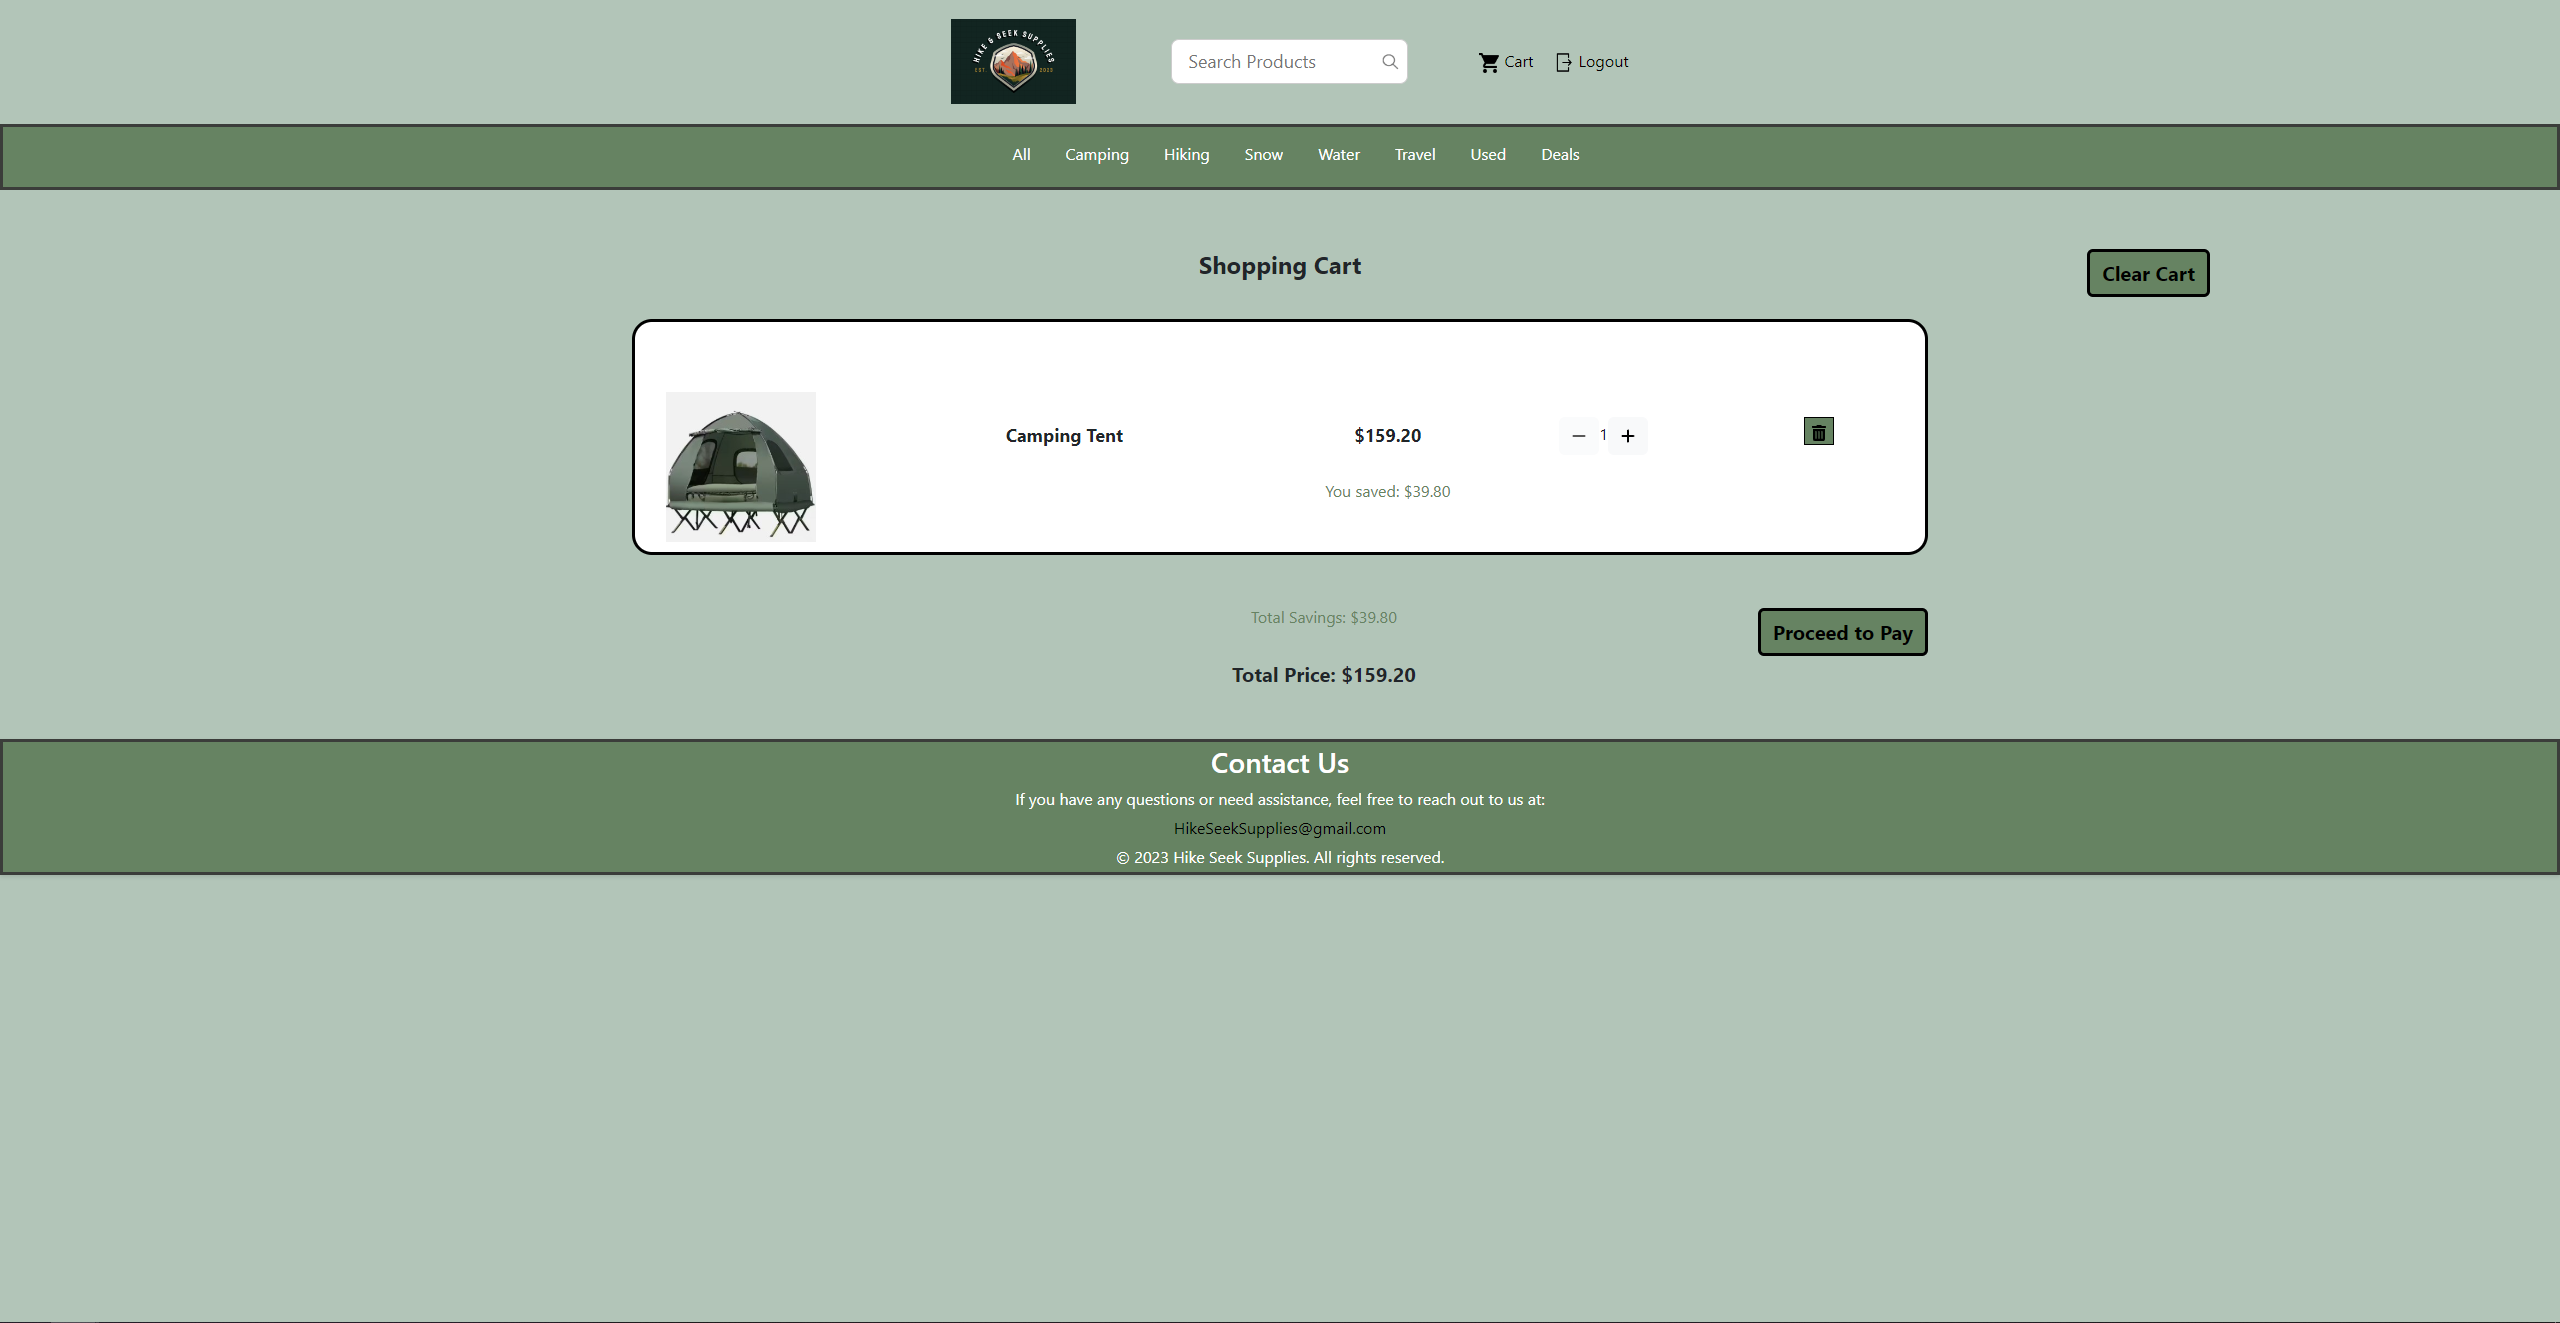 HIKE & SEEK SUPPLIES
EST. 2023
Search Products
Cart
Logout
All
Camping
Hiking
Snow
Water
Travel
Used
Deals
Shopping Cart
Clear Cart
Camping Tent
$159.20
1
You saved: $39.80
Total Savings: $39.80
Proceed to Pay
Total Price: $159.20
Contact Us
If you have any questions or need assistance, feel free to reach out to us at:
HikeSeekSupplies@gmail.com
© 2023 Hike Seek Supplies. All rights reserved.